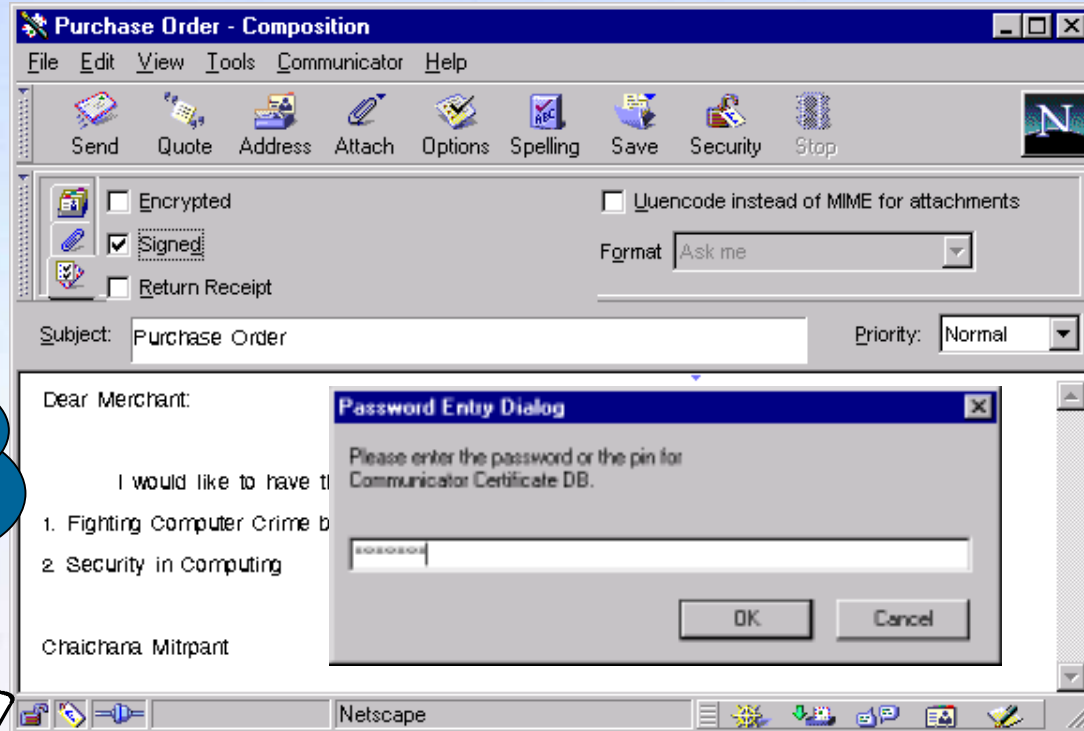 Purchase Order - Composition
File Edit View Tools Communicator Help
Send Quote Address Attach Options Spelling Save Security Stop
N
Encrypted
Uuencode instead of MIME for attachments
Signed
Format Ask me
Return Receipt
Subject: Purchase Order Priority: Normal
Dear Merchant:
Password Entry Dialog
Please enter the password or the pin for
Communicator Certificate DB.
I would like to have
1. Fighting Computer Crime
2 Security in Computing
********
OK Cancel
Chaichana Mitrpant
Netscape